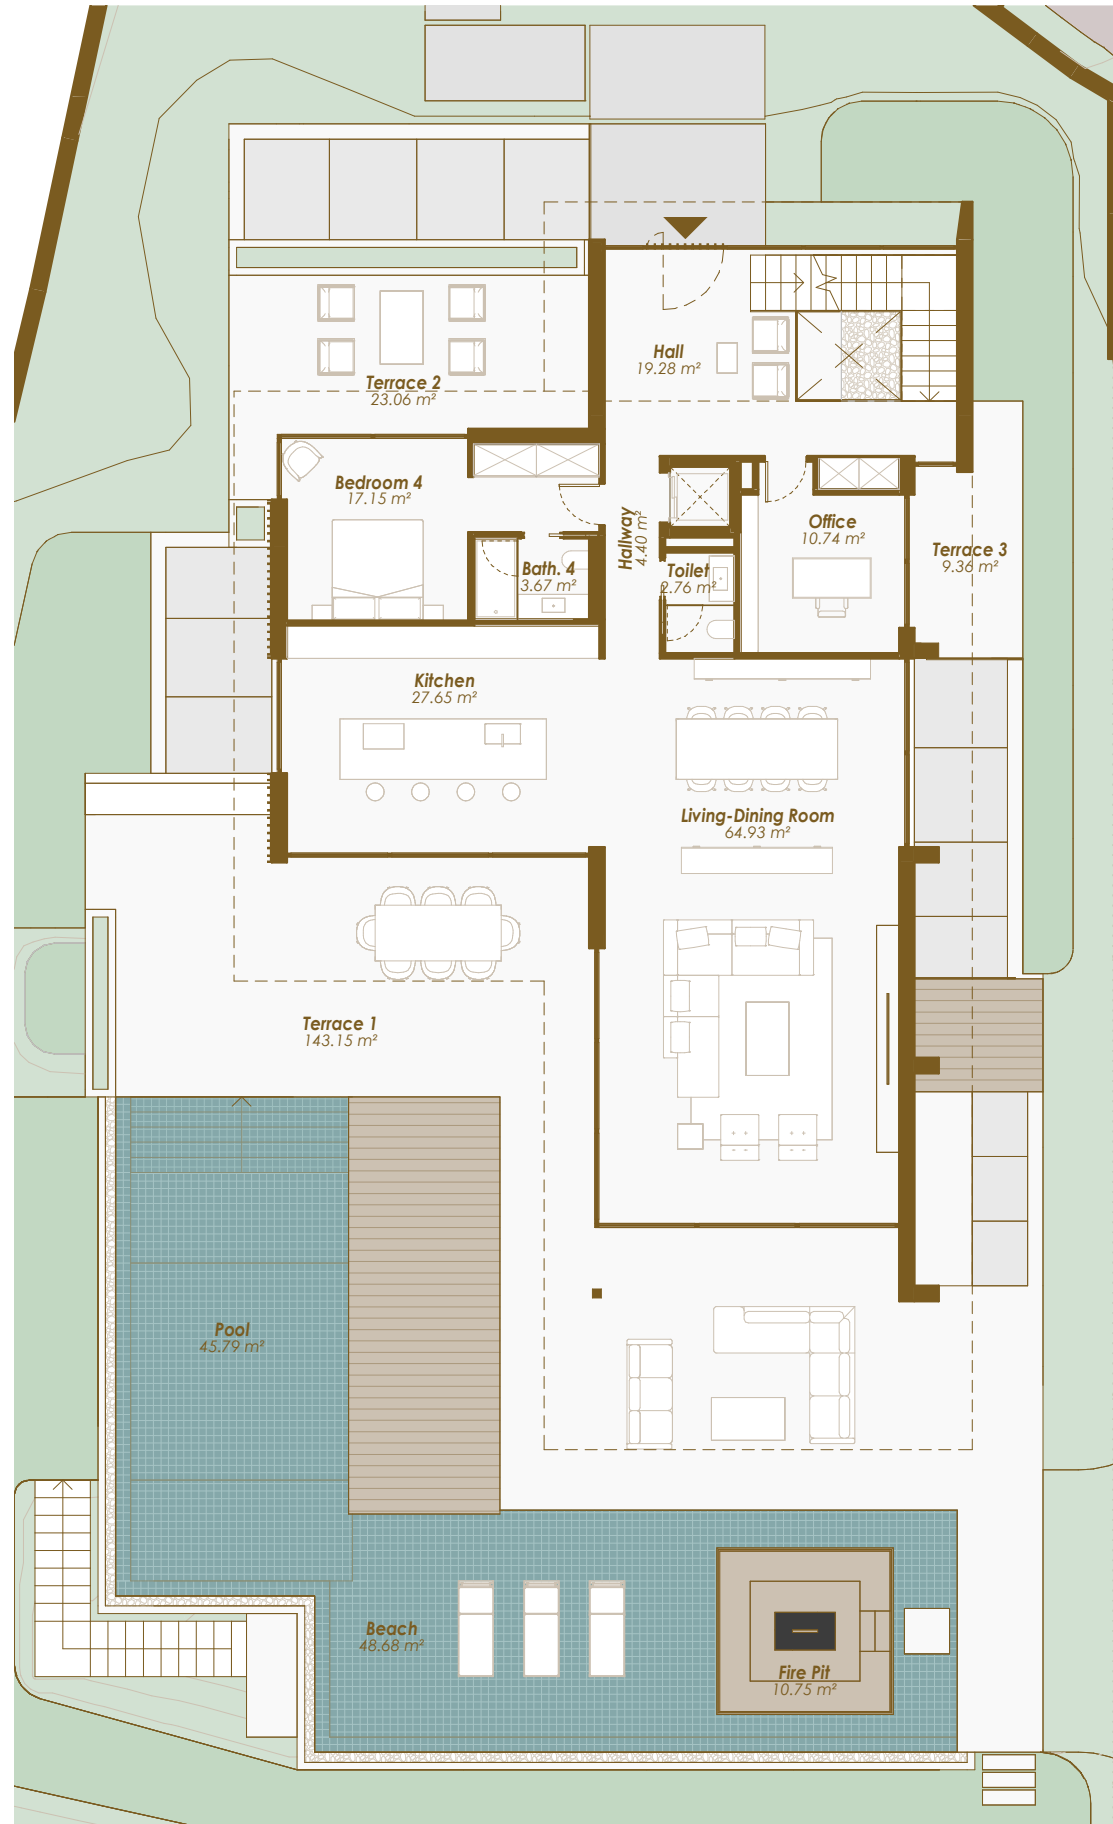 Hall
19.28 m²
Terrace 2
23.06 m²
Bedroom 4
17.15 m²
Hallway
4.40 m²
Office
10.74 m²
Terrace 3
9.36 m²
Bath. 4
3.67 m²
Toilet
2.76 m²
Kitchen
27.65 m²
Living-Dining Room
64.93 m²
Terrace 1
143.15 m²
Pool
45.79 m²
Beach
48.68 m²
Fire Pit
10.75 m²